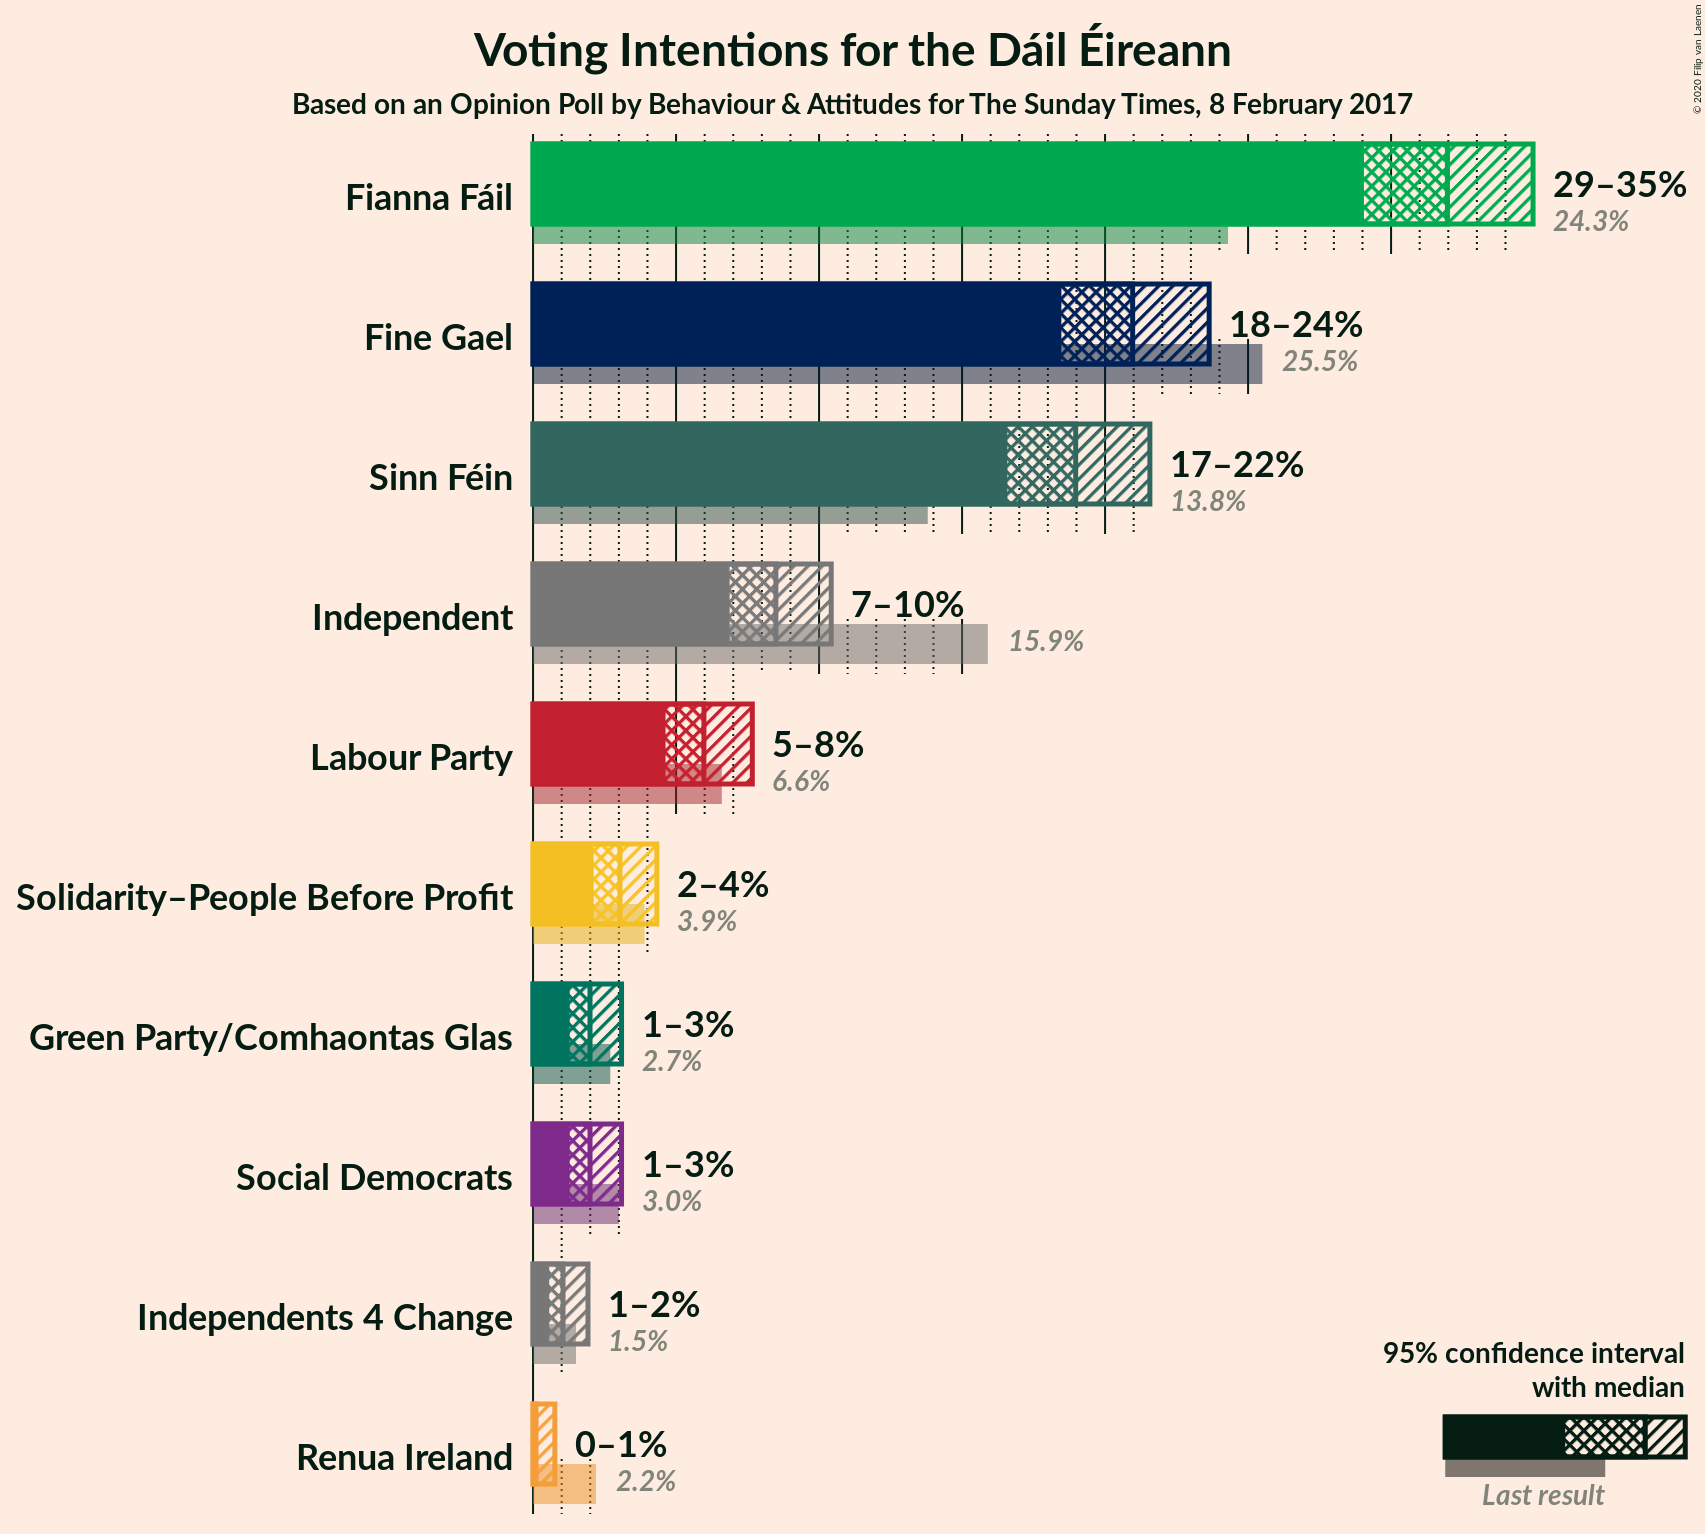 Voting Intentions for the Dáil Éireann
Based on an Opinion Poll by Behaviour & Attitudes for The Sunday Times, 8 February 2017
© 2020 Filip van Laenen
Fianna Fáil
29–35%
24.3%
Fine Gael
18–24%
25.5%
Sinn Féin
17–22%
13.8%
Independent
7–10%
15.9%
Labour Party
5–8%
6.6%
Solidarity–People Before Profit
2–4%
3.9%
Green Party/Comhaontas Glas
1–3%
2.7%
Social Democrats
1–3%
3.0%
Independents 4 Change
1–2%
1.5%
Renua Ireland
0–1%
2.2%
95% confidence interval
with median
Last result